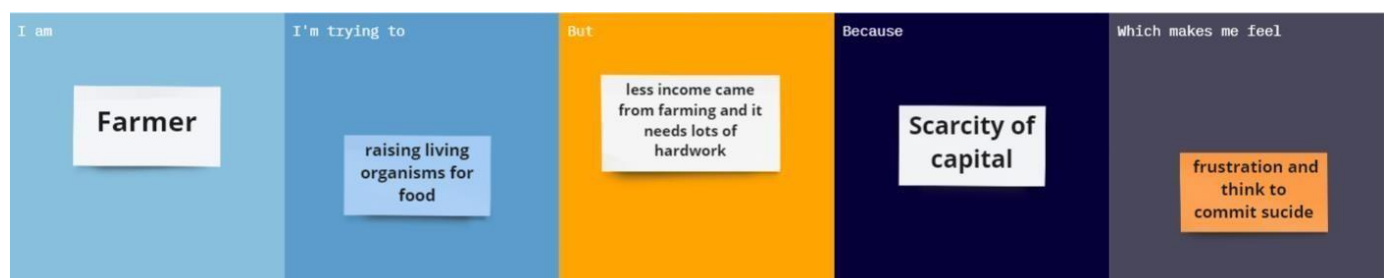 I am
Farmer
I'm trying to
raising living
organisms for
food
But
less income came
from farming and it
needs lots of
hardwork
Because
Scarcity of
capital
Which makes me feel
frustration and
think to
commit sucide